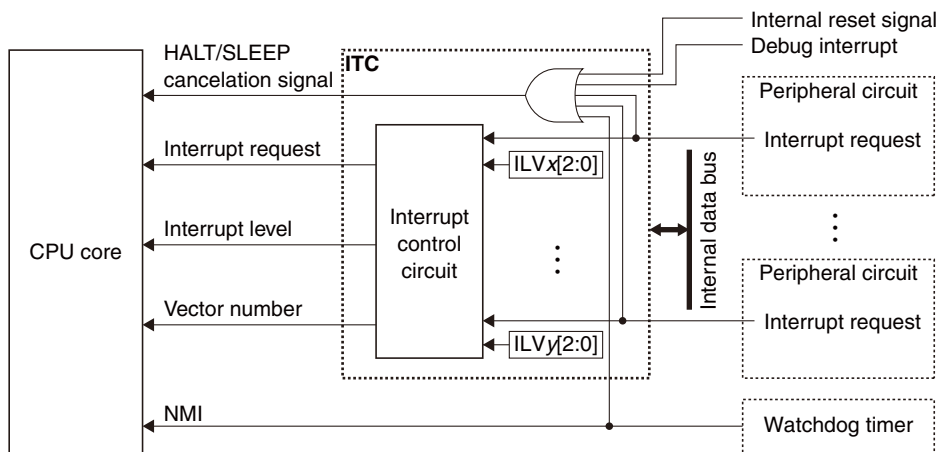 Internal reset signal
Debug interrupt
HALT/SLEEP
cancelation signal
ITC
Peripheral circuit
Interrupt request
Interrupt request
ILVx[2:0]
Internal data bus
Interrupt level
Interrupt
control
circuit
CPU core
Peripheral circuit
Vector number
Interrupt request
ILVy[2:0]
NMI
Watchdog timer